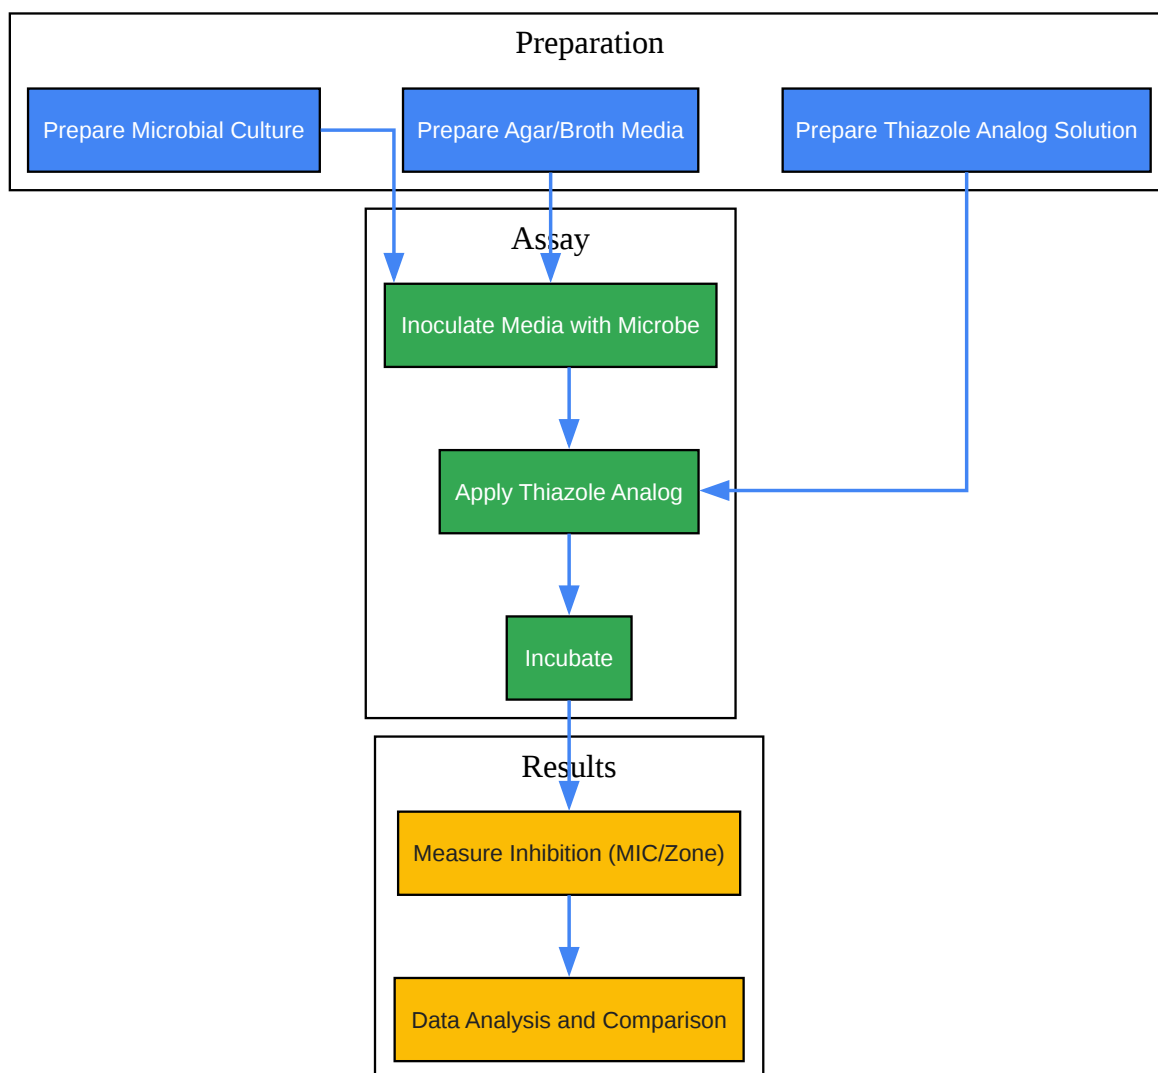 Preparation
Prepare Microbial Culture
Prepare Agar/Broth Media
Prepare Thiazole Analog Solution
Assay
Inoculate Media with Microbe
Apply Thiazole Analog
Incubate
Results
Measure Inhibition (MIC/Zone)
Data Analysis and Comparison